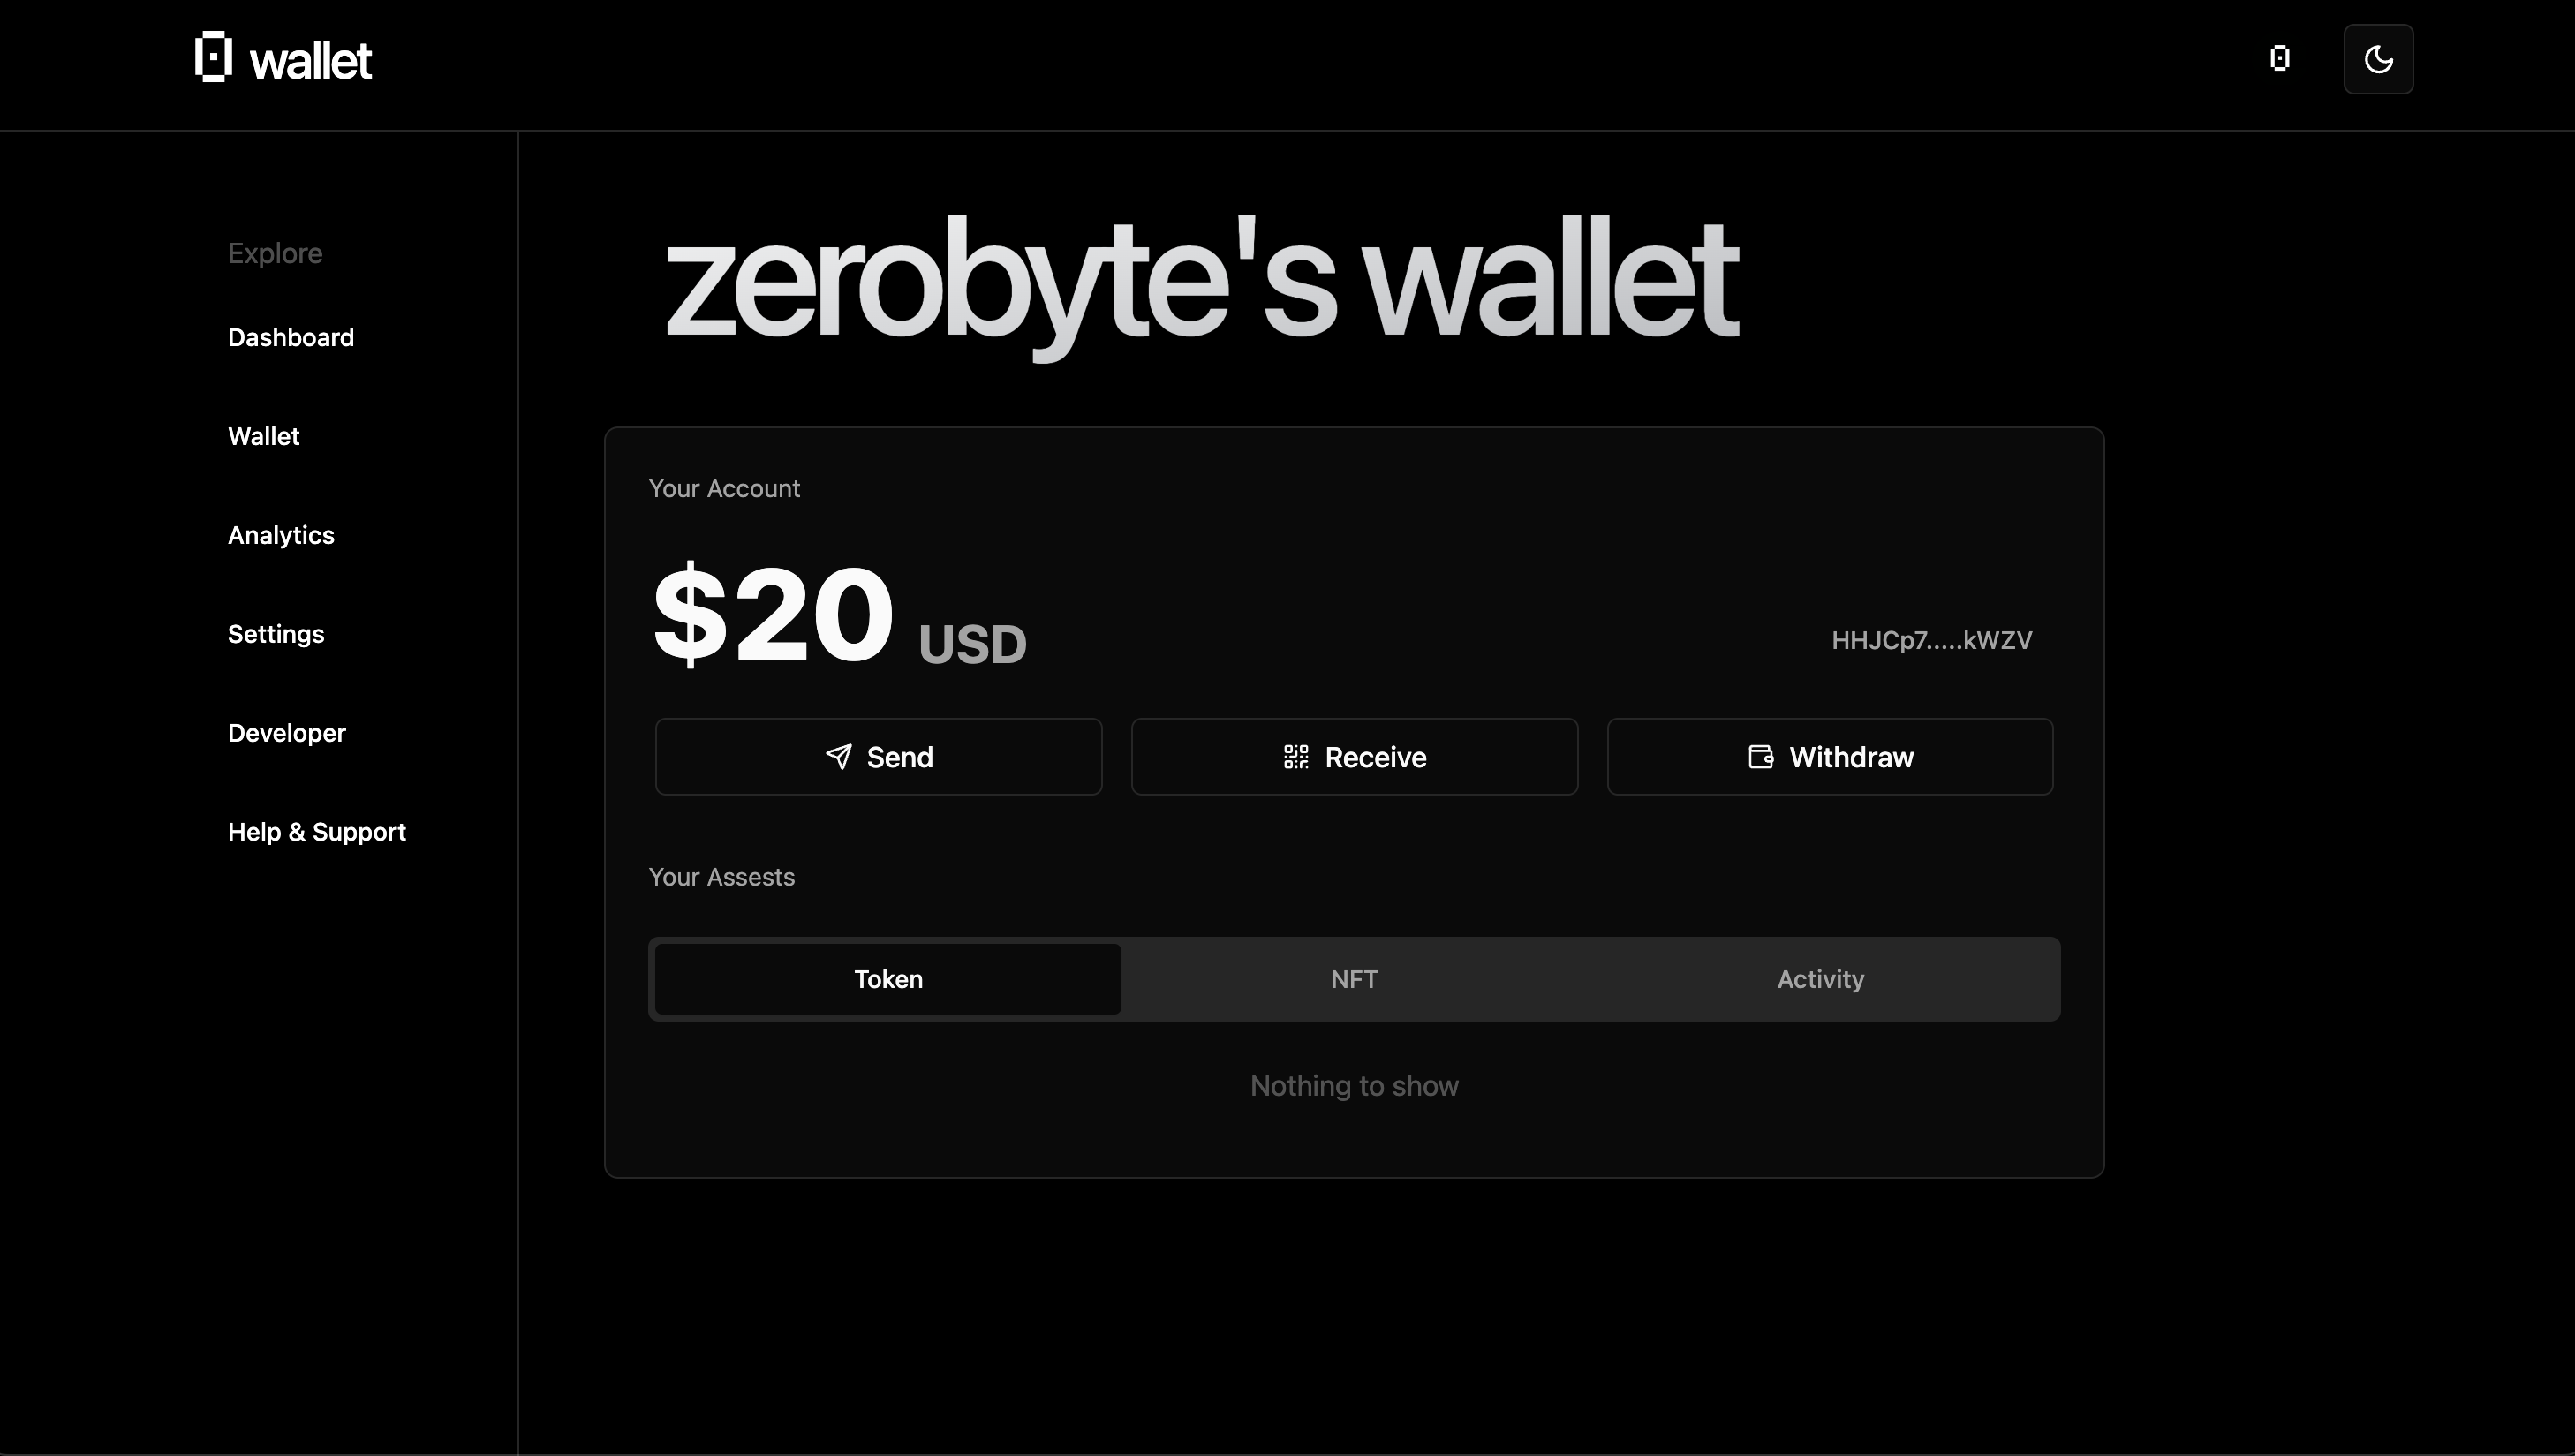 wallet
Explore
Dashboard
Wallet
Analytics
Settings
Developer
Help & Support
zerobyte's wallet
Your Account
$20 USD
HHJCp7.....kWZV
Send
Receive
Withdraw
Your Assests
Token
NFT
Activity
Nothing to show